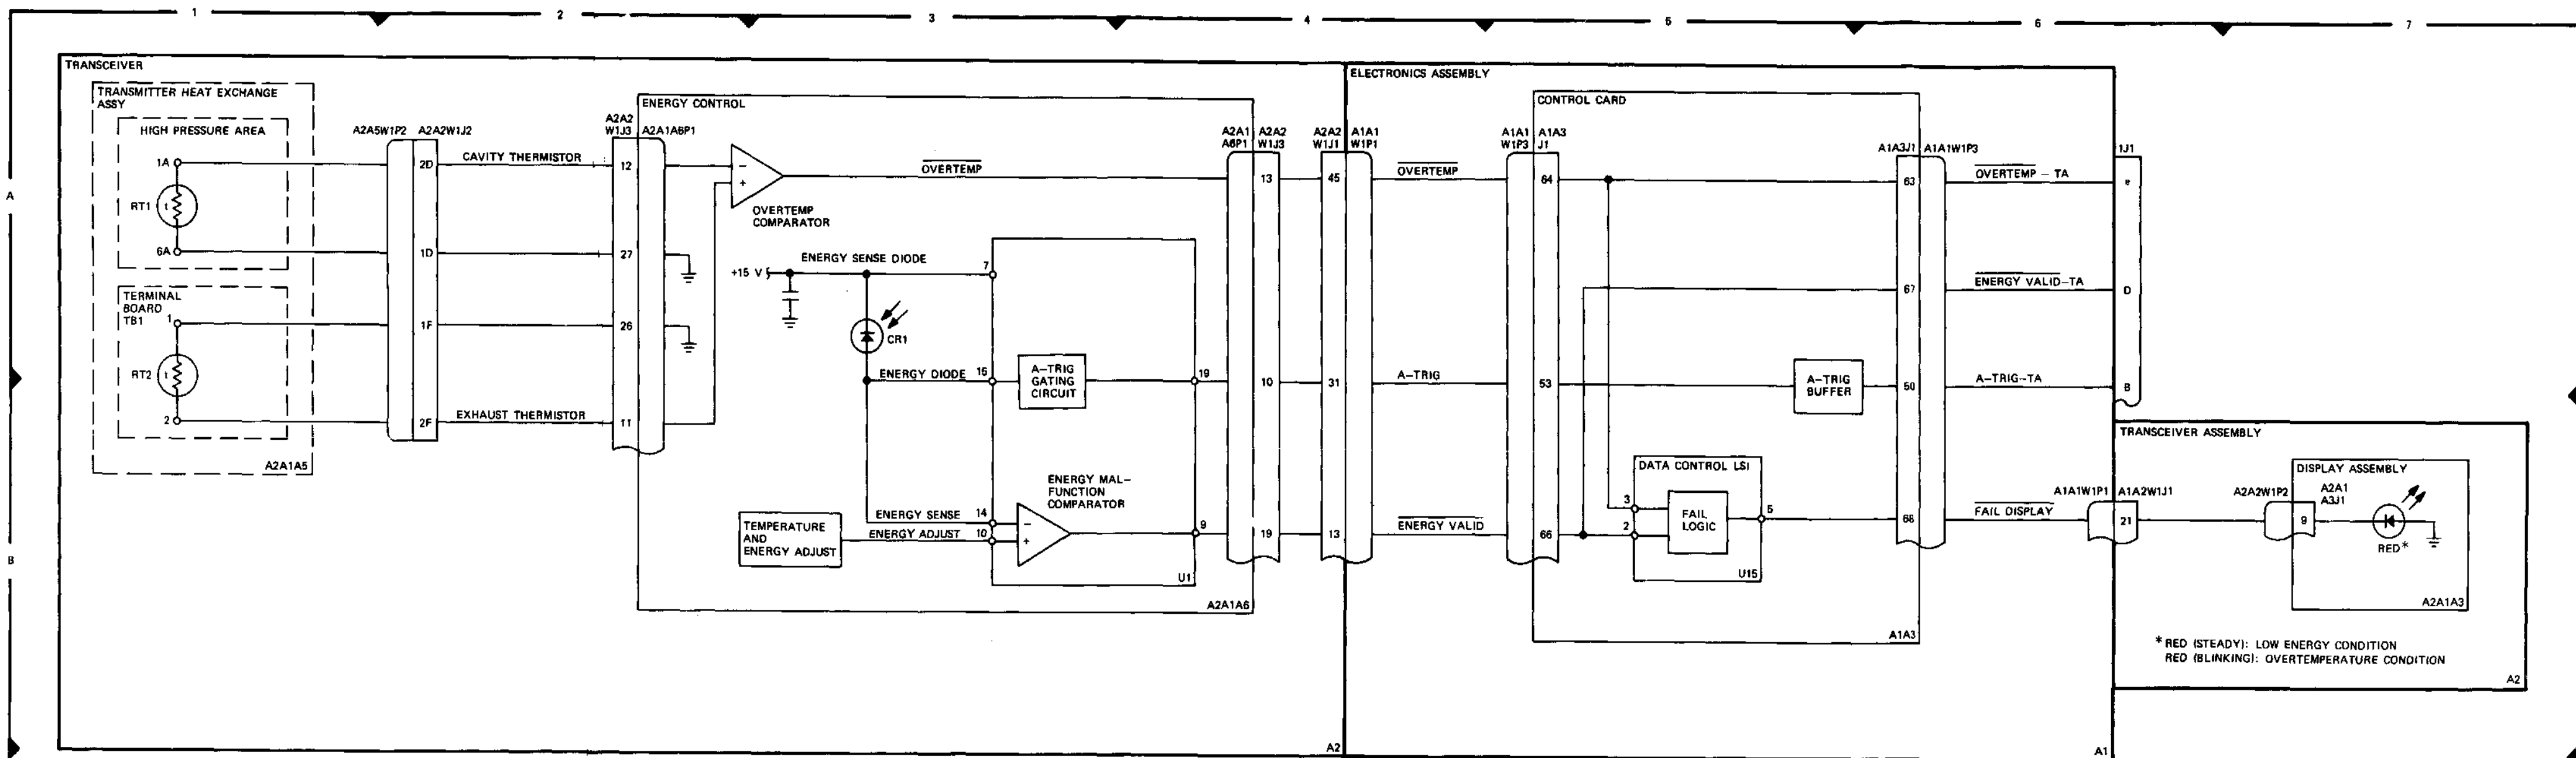 1 2 3 4 5 6 7
A
B
TRANSCEIVER
TRANSMITTER HEAT EXCHANGE
ASSY
HIGH PRESSURE AREA
1A
RT1
t
6A
TERMINAL
BOARD
TB1
1
RT2
t
2
A2A1A5
A2A5W1P2 A2A2W1J2
2D
1D
1F
2F
CAVITY THERMISTOR
EXHAUST THERMISTOR
A2A2
W1J3
A2A1A6P1
12
27
26
11
ENERGY CONTROL
-
+
OVERTEMP
COMPARATOR
OVERTEMP
+15 V
ENERGY SENSE DIODE
7
CR1
ENERGY DIODE
15
A-TRIG
GATING
CIRCUIT
19
ENERGY MAL-
FUNCTION
COMPARATOR
TEMPERATURE
AND
ENERGY ADJUST
ENERGY SENSE
14
ENERGY ADJUST
10
-
+
9
U1
A2A1A6
A2A1
A6P1
A2A2
W1J3
13
10
19
A2A2
W1J1
A1A1
W1P1
45
31
13
A2
ELECTRONICS ASSEMBLY
OVERTEMP
A-TRIG
ENERGY VALID
A1A1
W1P3
A1A3
J1
64
53
66
CONTROL CARD
DATA CONTROL LSI
3
2
FAIL
LOGIC
5
U15
A-TRIG
BUFFER
A1A3
A1A3J1 A1A1W1P3
63
67
50
68
OVERTEMP - TA
ENERGY VALID-TA
A-TRIG-TA
FAIL DISPLAY
1J1
e
D
B
A1
TRANSCEIVER ASSEMBLY
A1A1W1P1 A1A2W1J1
21
A2A2W1P2
A2A1
A3J1
9
DISPLAY ASSEMBLY
RED*
A2A1A3
* RED (STEADY): LOW ENERGY CONDITION
RED (BLINKING): OVERTEMPERATURE CONDITION
A2